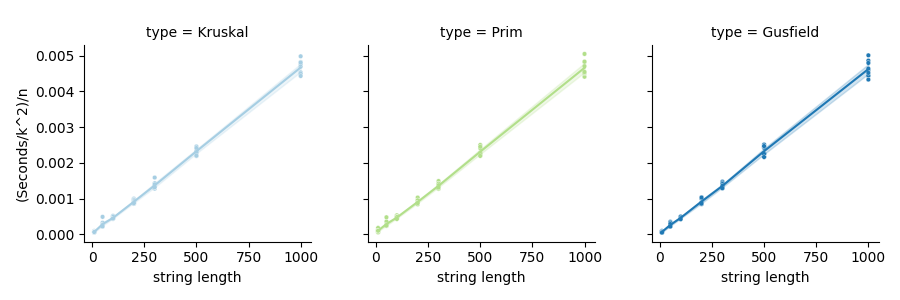 type = Kruskal
type = Prim
type = Gusfield
(Seconds/k^2)/n
0.005
0.004
0.003
0.002
0.001
0.000
0 250 500 750 1000
0 250 500 750 1000
0 250 500 750 1000
string length
string length
string length